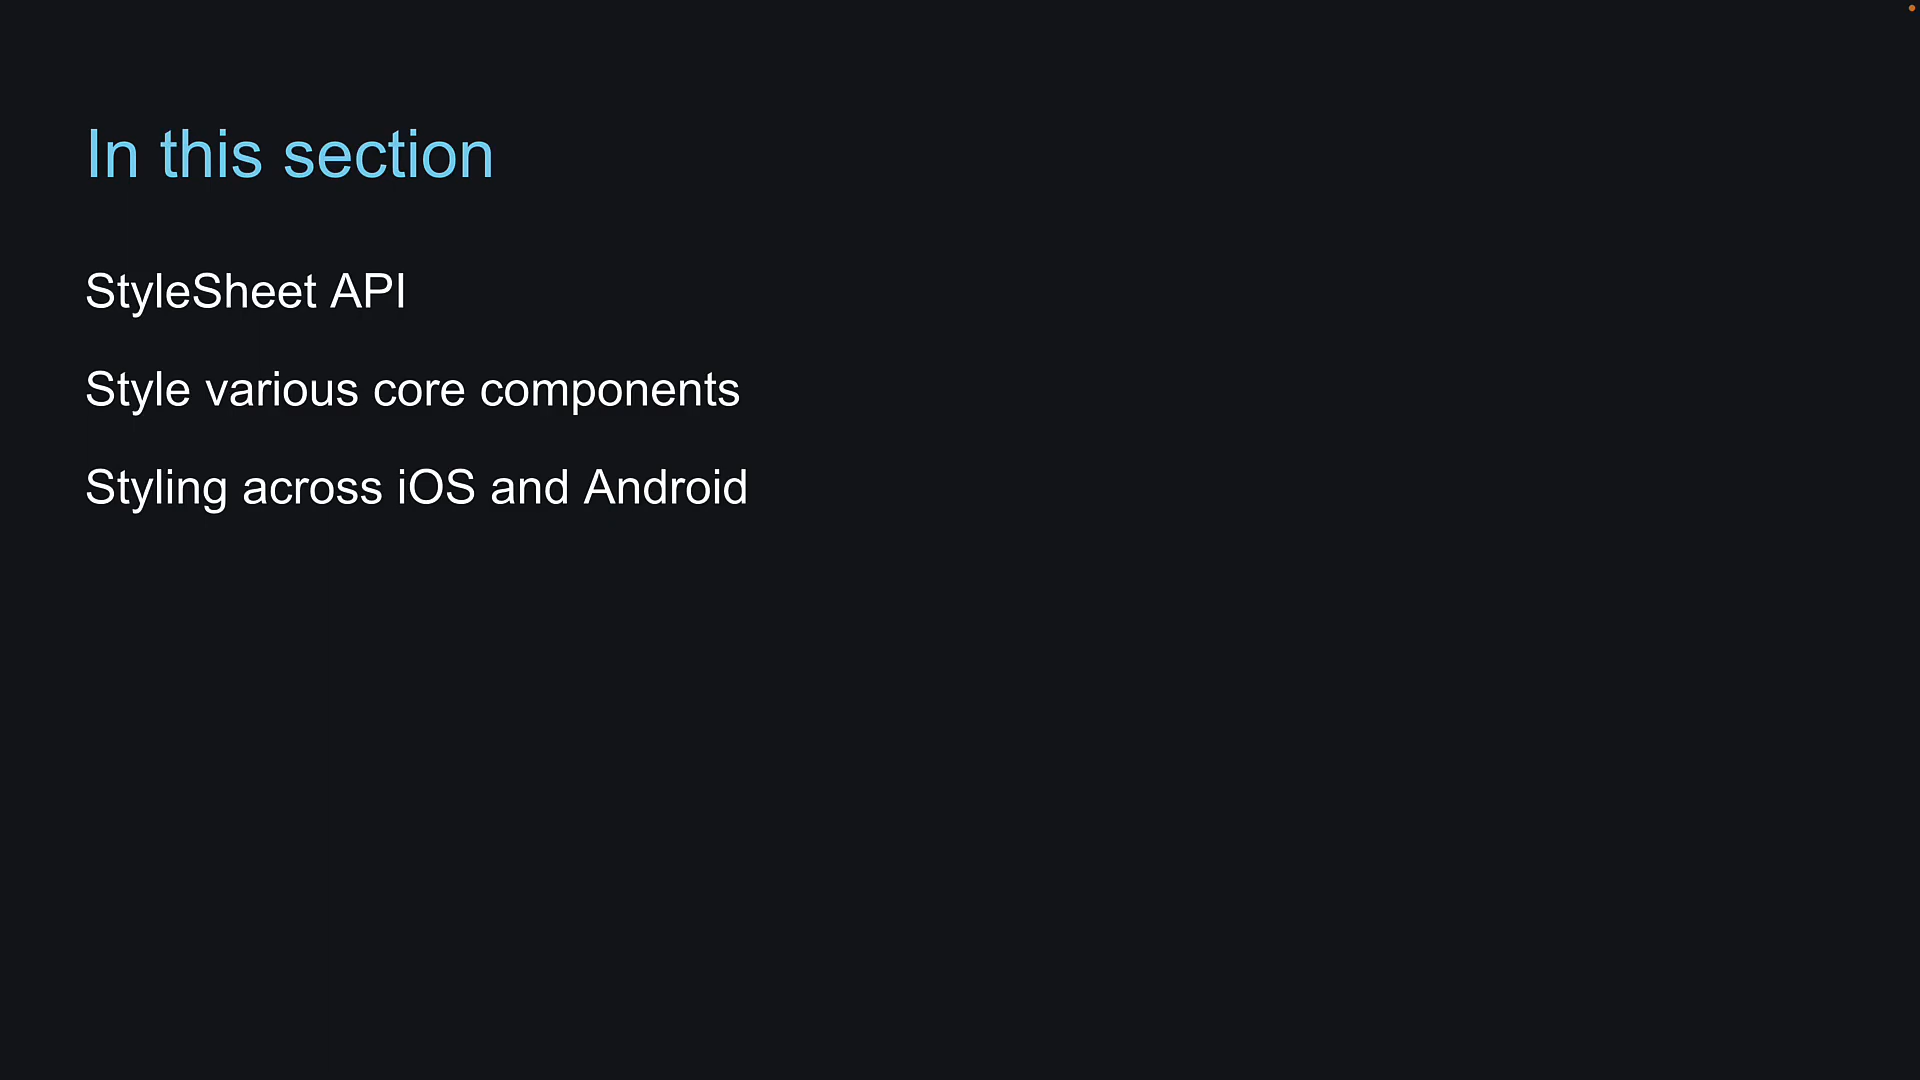 In this section
StyleSheet API
Style various core components
Styling across iOS and Android